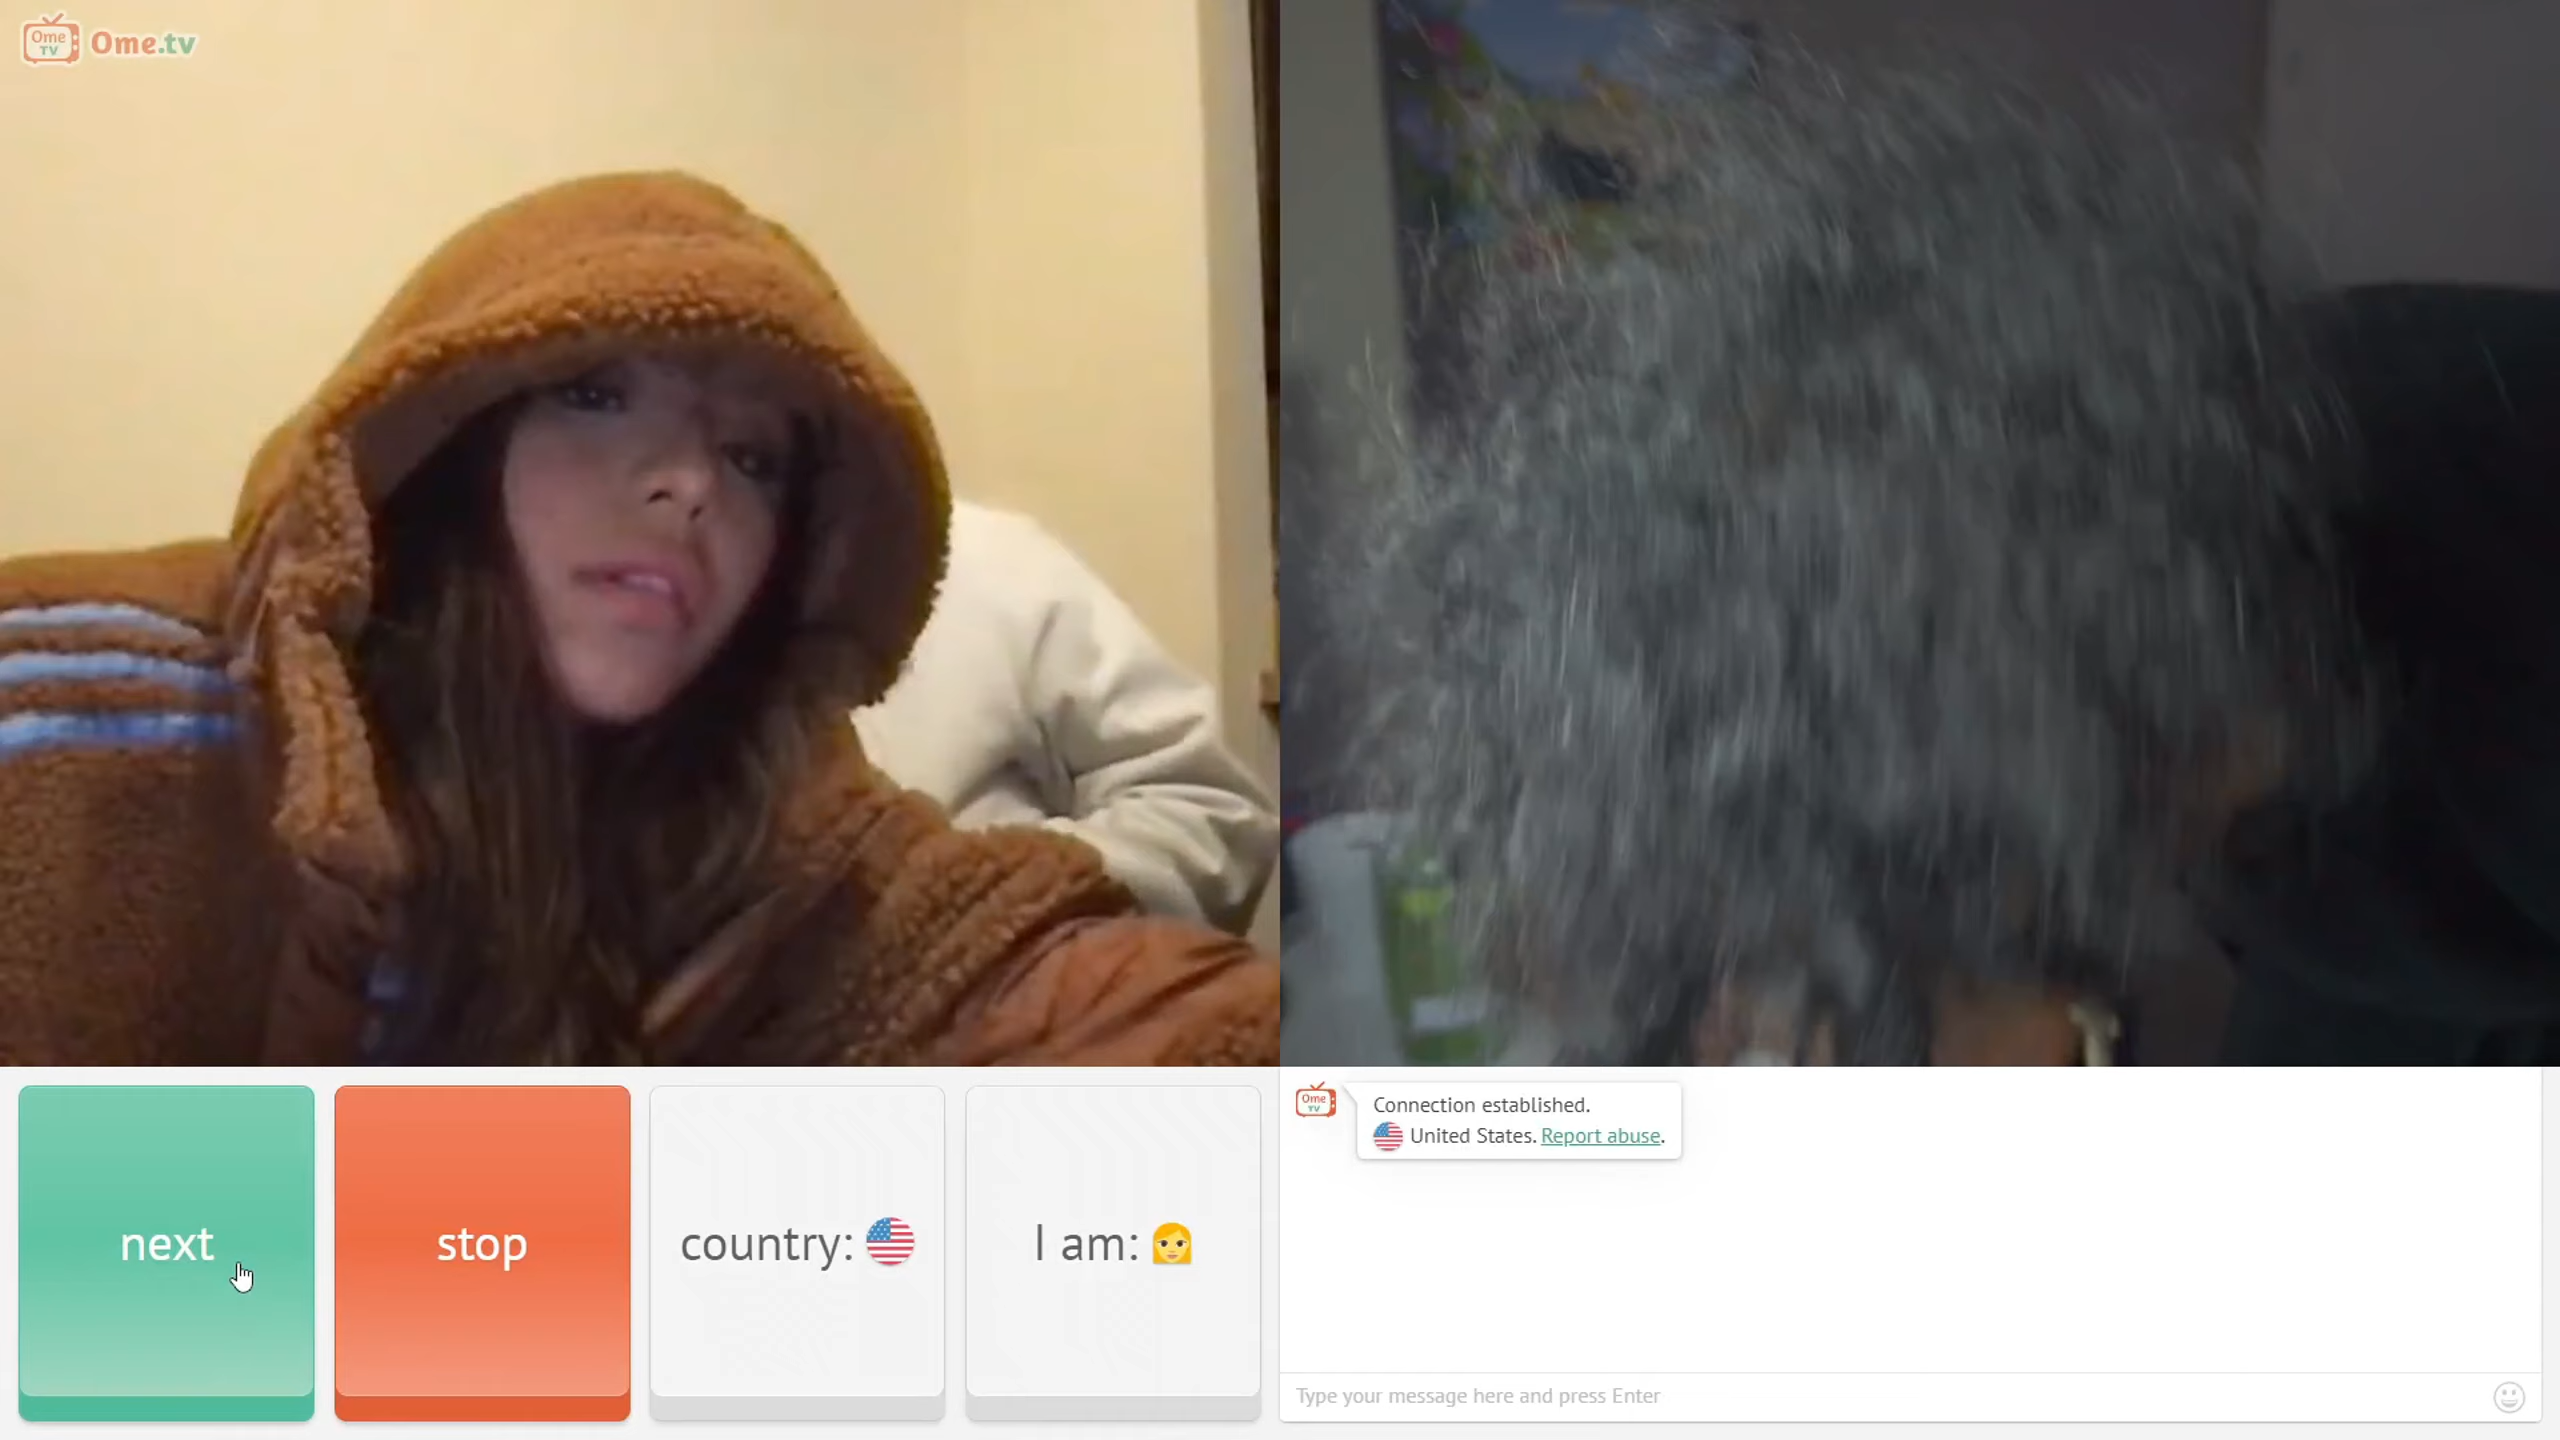 Ome TV Ome.tv
next
stop
country:
I am:
Ome TV
Connection established.
United States. Report abuse.
Type your message here and press Enter